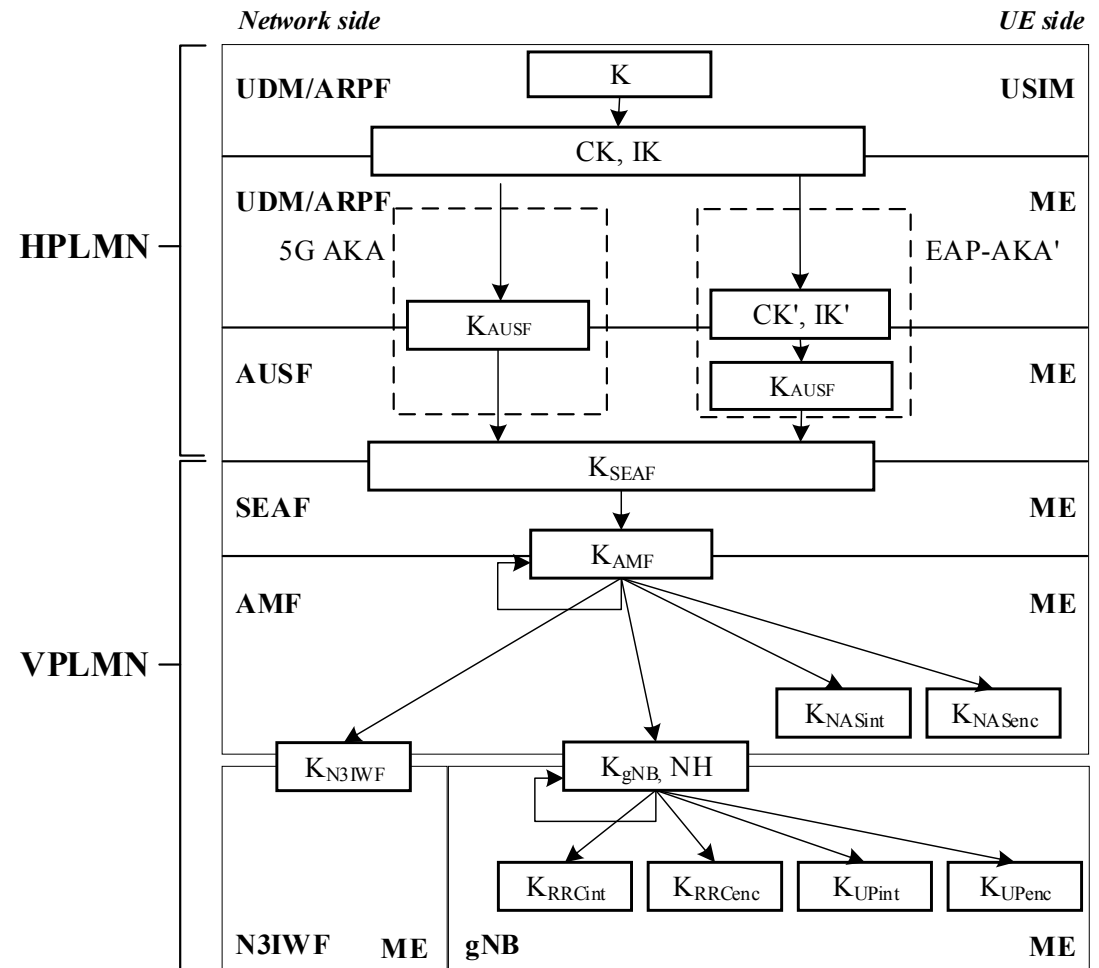 Network side
UE side
UDM/ARPF
K
USIM
CK, IK
UDM/ARPF
ME
HPLMN
5G AKA
EAP-AKA'
KAUSF
CK', IK'
AUSF
KAUSF
ME
KSEAF
SEAF
ME
KAMF
AMF
ME
VPLMN
KNASint
KNASenc
KN3IWF
KgNB, NH
KRRCint
KRRCenc
KUPint
KUPenc
N3IWF
ME
gNB
ME